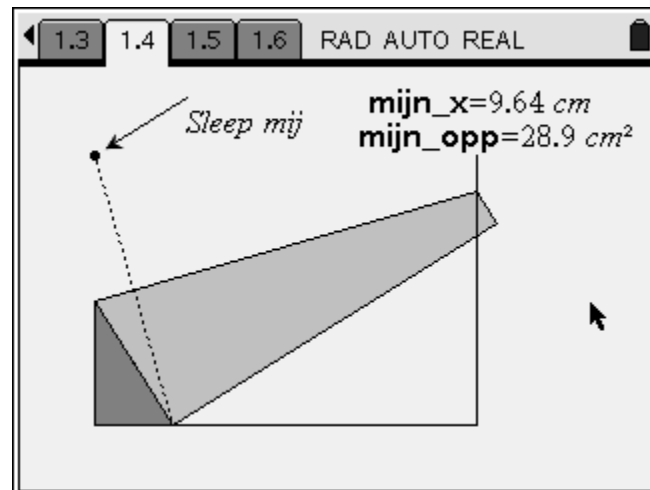 1.3 1.4 1.5 1.6 RAD AUTO REAL
Sleep mij
mijn_x=9.64 cm
mijn_opp=28.9 cm²